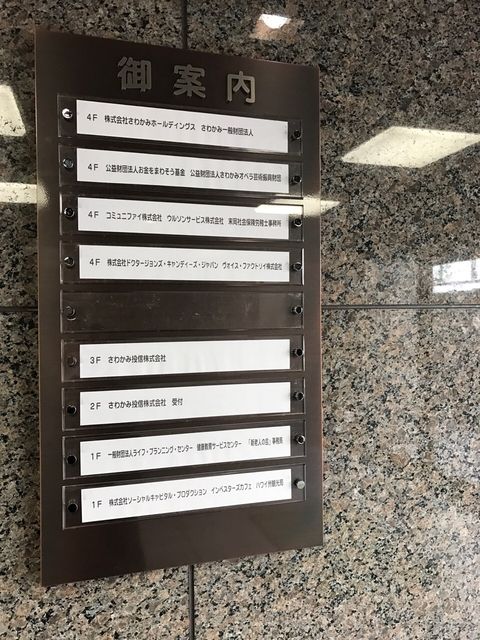 御案内
4F 株式会社さわかみホールディングス さわかみ一般財団法人
4F 公益財団法人お金をまわそう基金 公益財団法人さわかみオペラ芸術振興財団
4F コミュニファイ株式会社 ウルソンサービス株式会社 末岡社会保険労務士事務所
4F 株式会社ドクタージョンズ・キャンディーズ・ジャパン ヴォイス・ファクトリイ株式会社
3F さわかみ投信株式会社
2F さわかみ投信株式会社 受付
1F 一般財団法人ライフ・プランニング・センター 健康教育サービスセンター 「新老人の会」事務局
1F 株式会社ソーシャルキャピタル・プロダクション インベスターズカフェ ハワイ州観光局